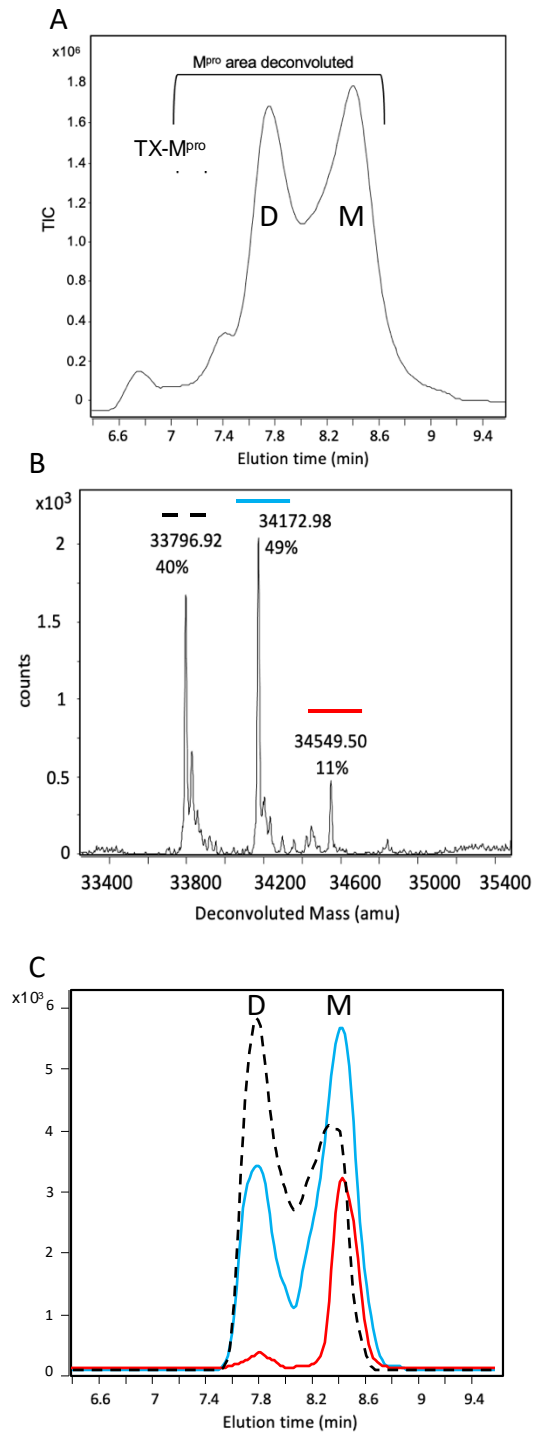 A
x10⁶
Mᵖʳᵒ area deconvoluted
1.8
1.6
TX-Mᵖʳᵒ
1.4
1.2
D M
TIC
1.0
0.8
0.6
0.4
0.2
0
6.6 7 7.4 7.8 8.2 8.6 9 9.4
Elution time (min)
B
x10³
34172.98
33796.92
49%
2
40%
1.5
counts
1
34549.50
11%
0.5
0
33400 33800 34200 34600 35000 35400
Deconvoluted Mass (amu)
C
x10³ 6
D M
5
4
3
2
1
0
6.6 7 7.4 7.8 8.2 8.6 9 9.4
Elution time (min)